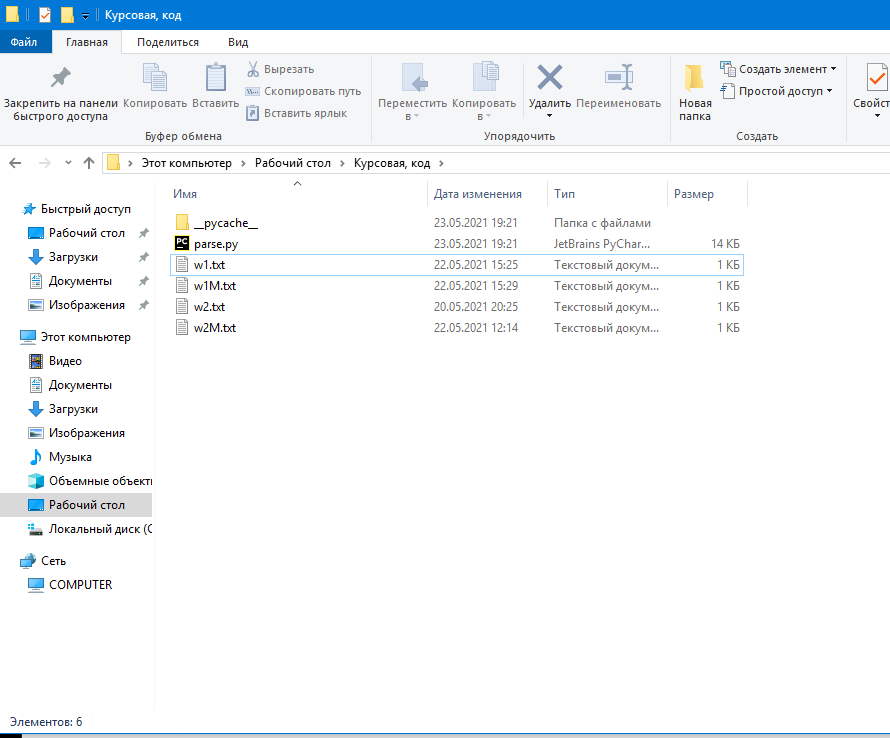 Курсовая, код
Файл Главная Поделиться Вид
Закрепить на панели быстрого доступа
Копировать
Вставить
Вырезать
Скопировать путь
Вставить ярлык
Буфер обмена
Переместить в
Копировать в
Удалить
Переименовать
Упорядочить
Новая папка
Создать элемент
Простой доступ
Создать
Свойст
Этот компьютер Рабочий стол Курсовая, код
Быстрый доступ
Рабочий стол
Загрузки
Документы
Изображения
Этот компьютер
Видео
Документы
Загрузки
Изображения
Музыка
Объемные объекты
Рабочий стол
Локальный диск (C
Сеть
COMPUTER
Имя Дата изменения Тип Размер
__pycache__ 23.05.2021 19:21 Папка с файлами
PC parse.py 23.05.2021 19:21 JetBrains PyChar... 14 КБ
w1.txt 22.05.2021 15:25 Текстовый докум... 1 КБ
w1M.txt 22.05.2021 15:29 Текстовый докум... 1 КБ
w2.txt 20.05.2021 20:25 Текстовый докум... 1 КБ
w2M.txt 22.05.2021 12:14 Текстовый докум... 1 КБ
Элементов: 6